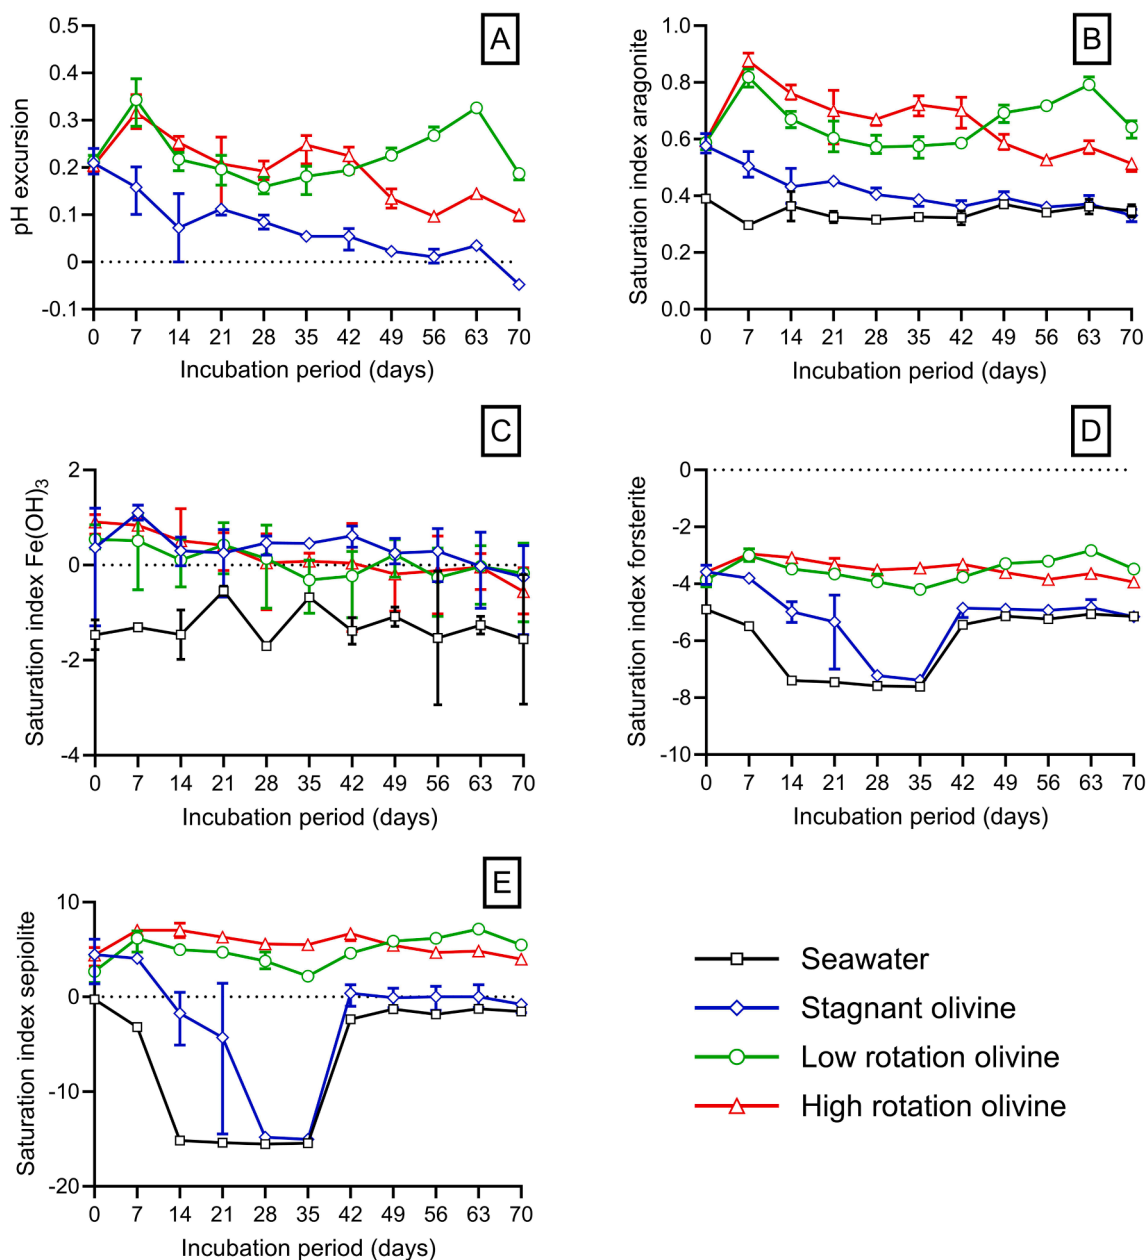 A
pH excursion
0.5
0.4
0.3
0.2
0.1
0
-0.1
0 7 14 21 28 35 42 49 56 63 70
Incubation period (days)
B
Saturation index aragonite
1.0
0.8
0.6
0.4
0.2
0.0
0 7 14 21 28 35 42 49 56 63 70
Incubation period (days)
C
Saturation index Fe(OH)₃
2
0
-2
-4
0 7 14 21 28 35 42 49 56 63 70
Incubation period (days)
D
Saturation index forsterite
0
-2
-4
-6
-8
-10
0 7 14 21 28 35 42 49 56 63 70
Incubation period (days)
E
Saturation index sepiolite
10
0
-10
-20
0 7 14 21 28 35 42 49 56 63 70
Incubation period (days)
Seawater
Stagnant olivine
Low rotation olivine
High rotation olivine